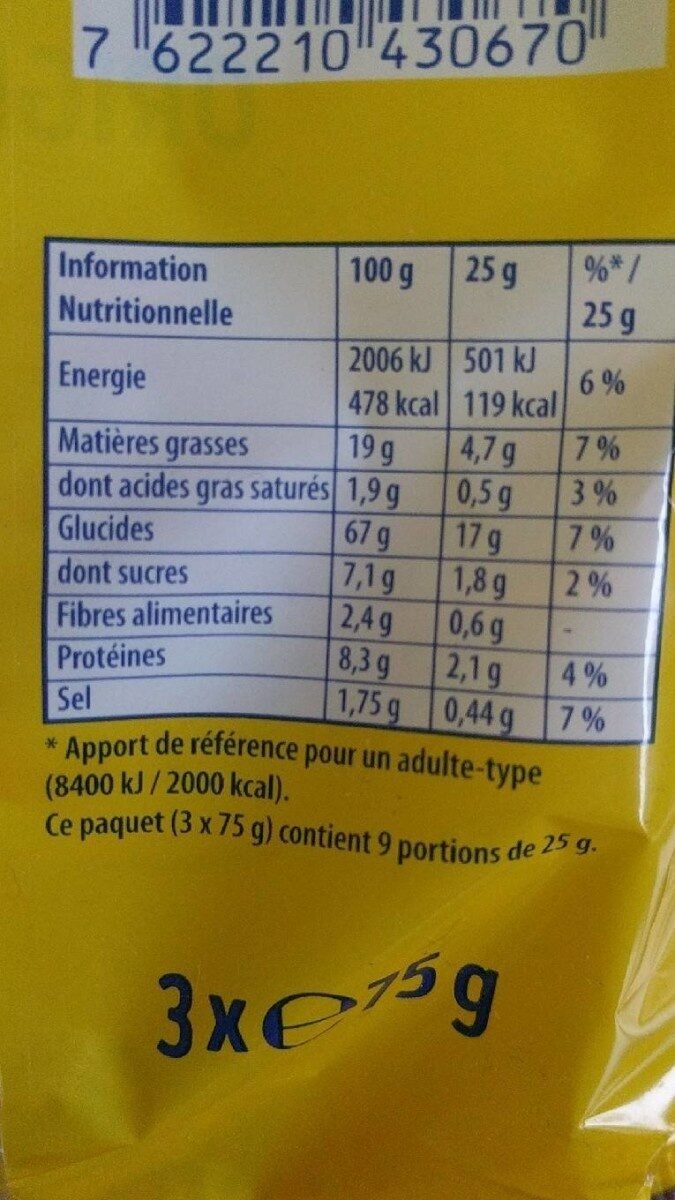 7 622210 430670
Information Nutritionnelle 100 g 25 g %*/ 25 g
Energie 2006 kJ 478 kcal 501 kJ 119 kcal 6 %
Matières grasses 19 g 4,7 g 7 %
dont acides gras saturés 1,9 g 0,5 g 3 %
Glucides 67 g 17 g 7 %
dont sucres 7,1 g 1,8 g 2 %
Fibres alimentaires 2,4 g 0,6 g -
Protéines 8,3 g 2,1 g 4 %
Sel 1,75 g 0,44 g 7 %
* Apport de référence pour un adulte-type
(8400 kJ / 2000 kcal).
Ce paquet (3 x 75 g) contient 9 portions de 25 g.
3x℮75 g